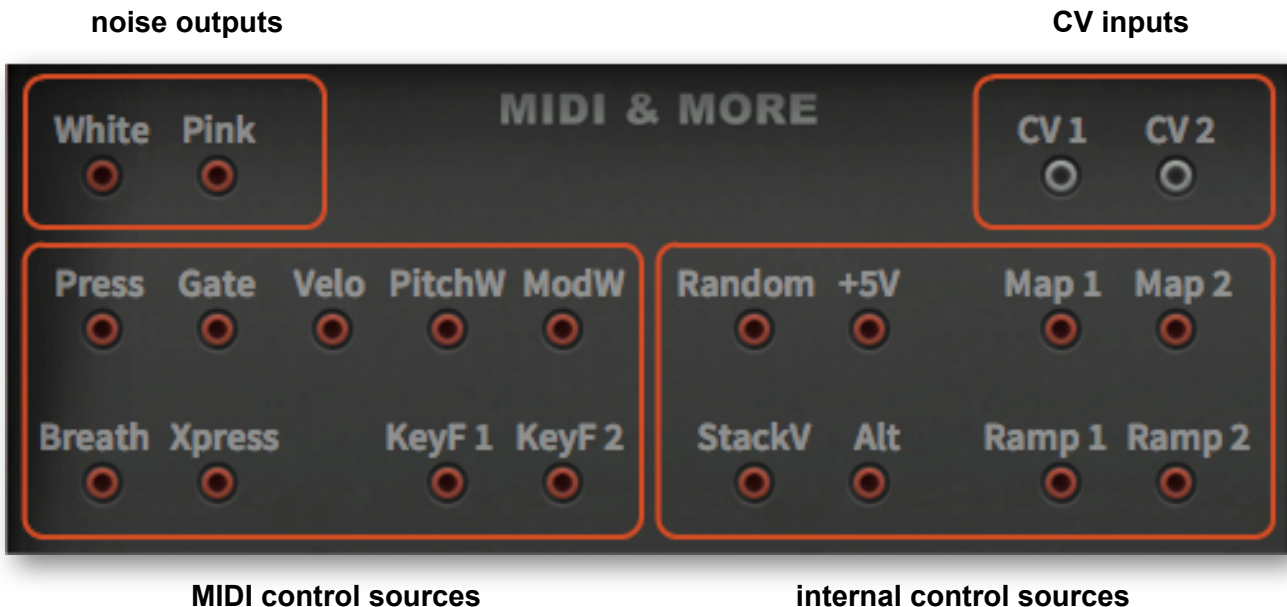 noise outputs CV inputs
MIDI & MORE
White Pink CV 1 CV 2
Press Gate Velo PitchW ModW Random +5V Map 1 Map 2
Breath Xpress KeyF 1 KeyF 2 StackV Alt Ramp 1 Ramp 2
MIDI control sources internal control sources